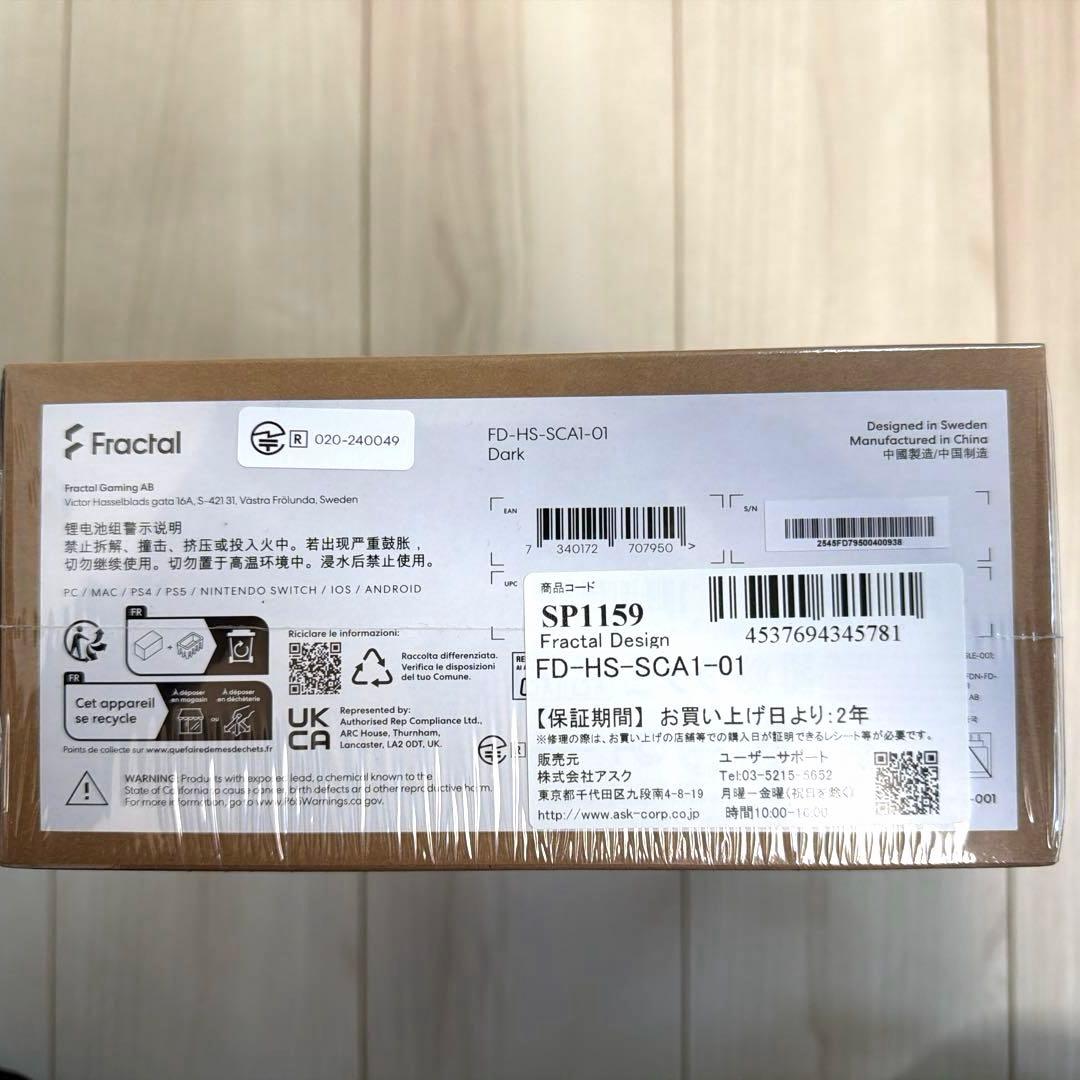 Fractal
R 020-240049
FD-HS-SCA1-01
Dark
Designed in Sweden
Manufactured in China
中國製造/中国制造
Fractal Gaming AB
Victor Hasselblads gata 16A, S-421 31, Västra Frölunda, Sweden
锂电池组警示说明
禁止拆解、撞击、挤压或投入火中。若出现严重鼓胀，
切勿继续使用。切勿置于高温环境中。浸水后禁止使用。
PC / MAC / PS4 / PS5 / NINTENDO SWITCH / IOS / ANDROID
EAN
7 340172 707950 >
S/N
2545FD79500400938
UPC
FR
FR
Cet appareil
se recycle
À déposer
en magasin
ou
À déposer
en déchèterie
Points de collecte sur www.quefairedemesdechets.fr
Riciclare le informazioni:
Raccolta differenziata.
Verifica le disposizioni
del tuo Comune.
UK
CA
Represented by:
Authorised Rep Compliance Ltd.,
ARC House, Thurnham,
Lancaster, LA2 0DT, UK.
R
WARNING: Products with exposed lead, a chemical known to the
State of California to cause cancer, birth defects and other reproductive harm.
For more information, go to www.P65Warnings.ca.gov.
商品コード
SP1159
Fractal Design
FD-HS-SCA1-01
4537694345781
【保証期間】 お買い上げ日より:2年
※修理の際は、お買い上げの店舗等での購入日が証明できるレシート等が必要です。
販売元
株式会社アスク
東京都千代田区九段南4-8-19
http://www.ask-corp.co.jp
ユーザーサポート
Tel:03-5215-5652
月曜－金曜(祝日を除く)
時間10:00-16:00
-001